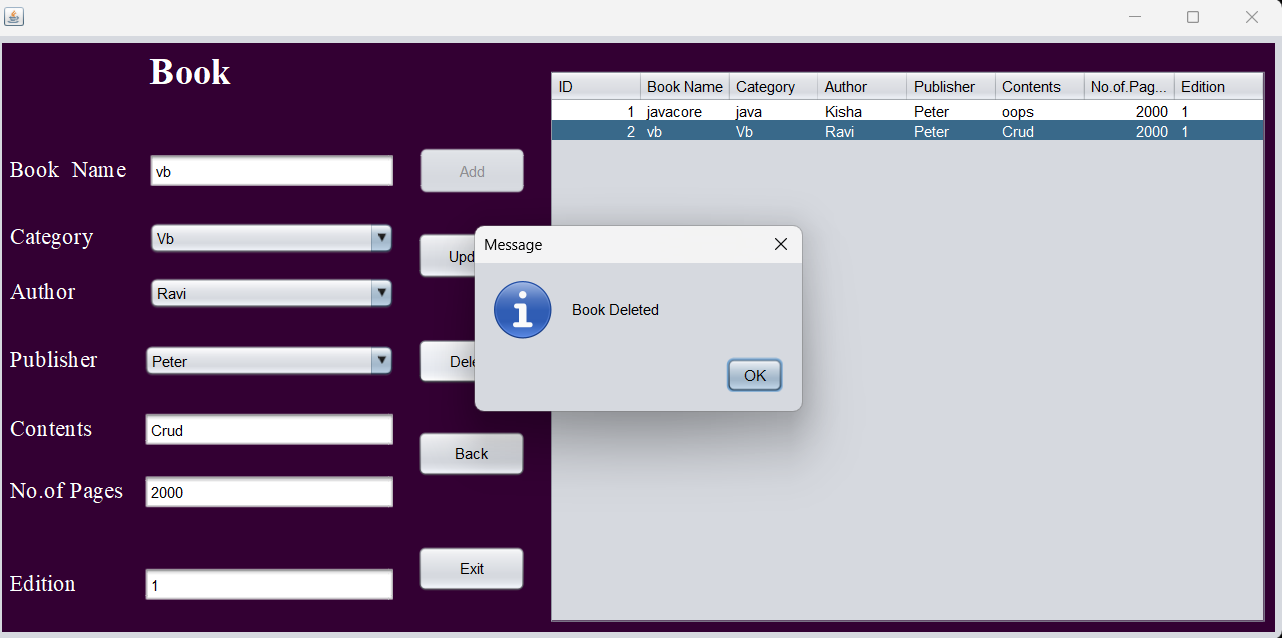 Book
ID Book Name Category Author Publisher Contents No.of.Pag... Edition
1 javacore java Kisha Peter oops 2000 1
2 vb Vb Ravi Peter Crud 2000 1
Book Name vb Add
Category Vb
Upd
Author Ravi
Publisher Peter
Dele
Contents Crud
Back
No.of Pages 2000
Exit
Edition 1
Message
Book Deleted
OK